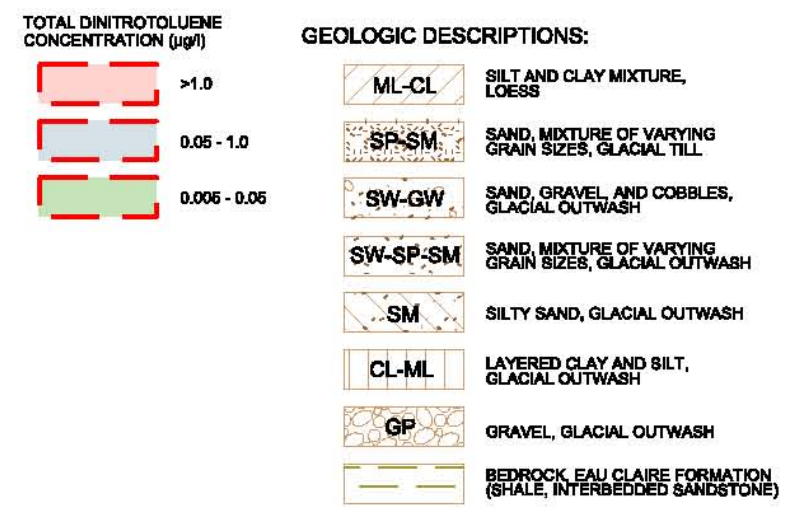 TOTAL DINITROTOLUENE
CONCENTRATION (µg/l)
>1.0
0.05 - 1.0
0.005 - 0.05
GEOLOGIC DESCRIPTIONS:
ML-CL
SILT AND CLAY MIXTURE,
LOESS
SP-SM
SAND, MIXTURE OF VARYING
GRAIN SIZES, GLACIAL TILL
SW-GW
SAND, GRAVEL, AND COBBLES,
GLACIAL OUTWASH
SW-SP-SM
SAND, MIXTURE OF VARYING
GRAIN SIZES, GLACIAL OUTWASH
SM
SILTY SAND, GLACIAL OUTWASH
CL-ML
LAYERED CLAY AND SILT,
GLACIAL OUTWASH
GP
GRAVEL, GLACIAL OUTWASH
BEDROCK, EAU CLAIRE FORMATION
(SHALE, INTERBEDDED SANDSTONE)